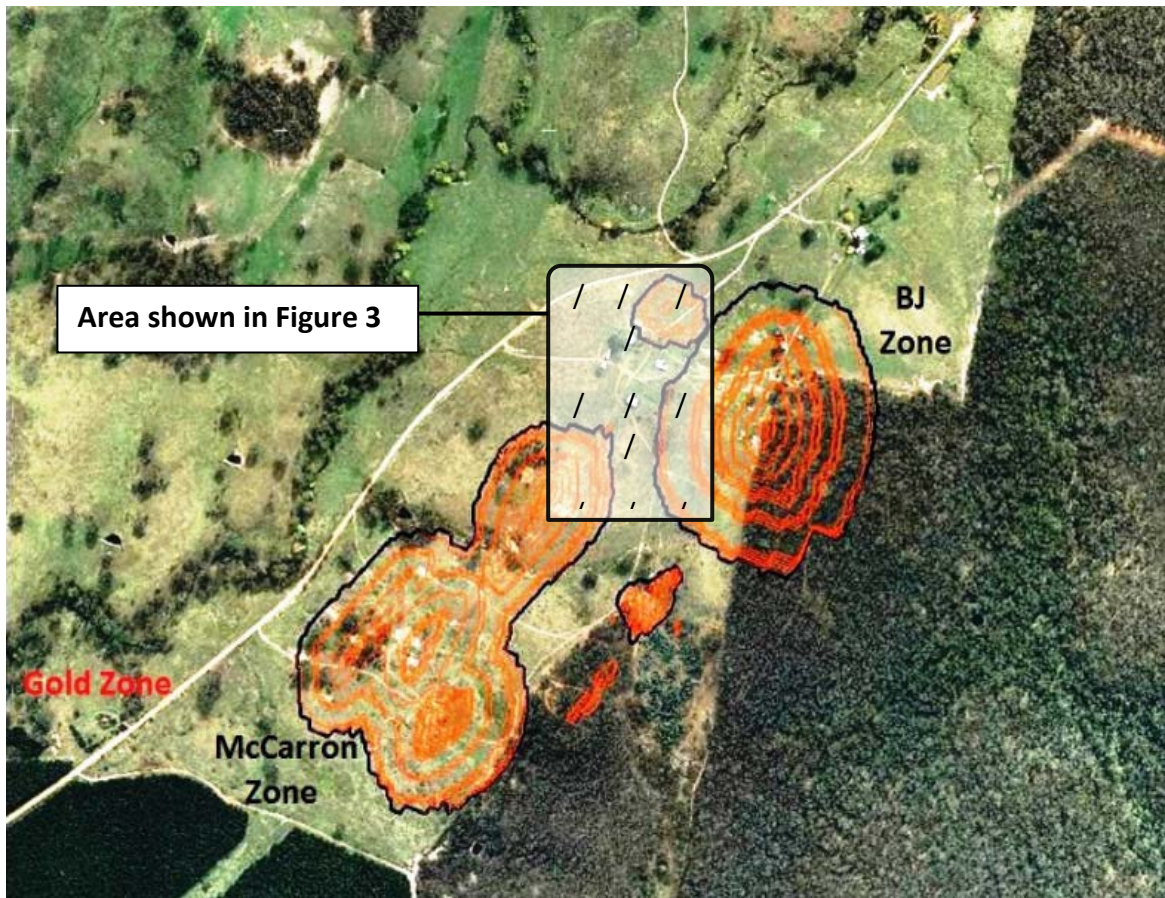 Area shown in Figure 3
/ / /
/
/ / /
/
BJ
Zone
Gold Zone
McCarron
Zone